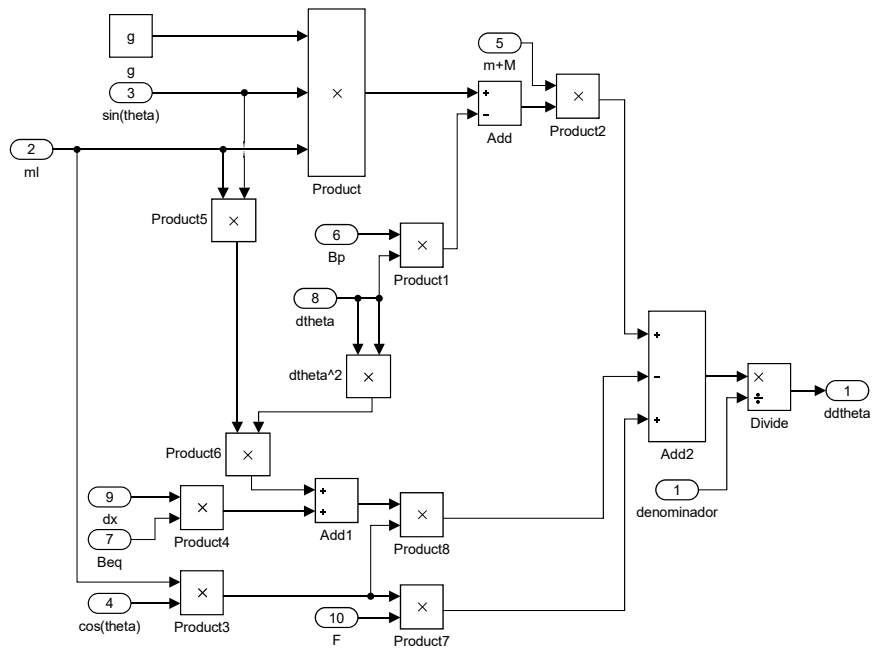 g
g
3
sin(theta)
2
ml
×
Product
5
m+M
+
−
Add
×
Product2
Product5
×
6
Bp
×
Product1
8
dtheta
dtheta^2
×
+
−
+
Add2
×
÷
Divide
1
ddtheta
1
denominador
Product6
×
9
dx
7
Beq
×
Product4
+
+
Add1
×
Product8
4
cos(theta)
×
Product3
10
F
×
Product7